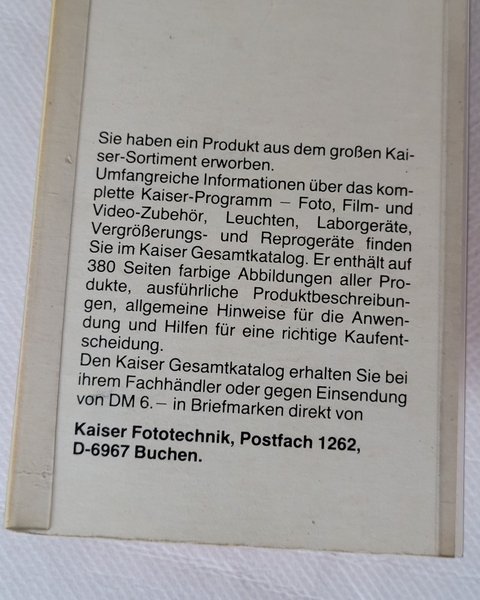 Sie haben ein Produkt aus dem großen Kai-
ser-Sortiment erworben.
Umfangreiche Informationen über das kom-
plette Kaiser-Programm – Foto, Film- und
Video-Zubehör, Leuchten, Laborgeräte,
Vergrößerungs- und Reprogeräte finden
Sie im Kaiser Gesamtkatalog. Er enthält auf
380 Seiten farbige Abbildungen aller Pro-
dukte, ausführliche Produktbeschreibun-
gen, allgemeine Hinweise für die Anwen-
dung und Hilfen für eine richtige Kaufent-
scheidung.
Den Kaiser Gesamtkatalog erhalten Sie bei
ihrem Fachhändler oder gegen Einsendung
von DM 6.– in Briefmarken direkt von
Kaiser Fototechnik, Postfach 1262,
D-6967 Buchen.